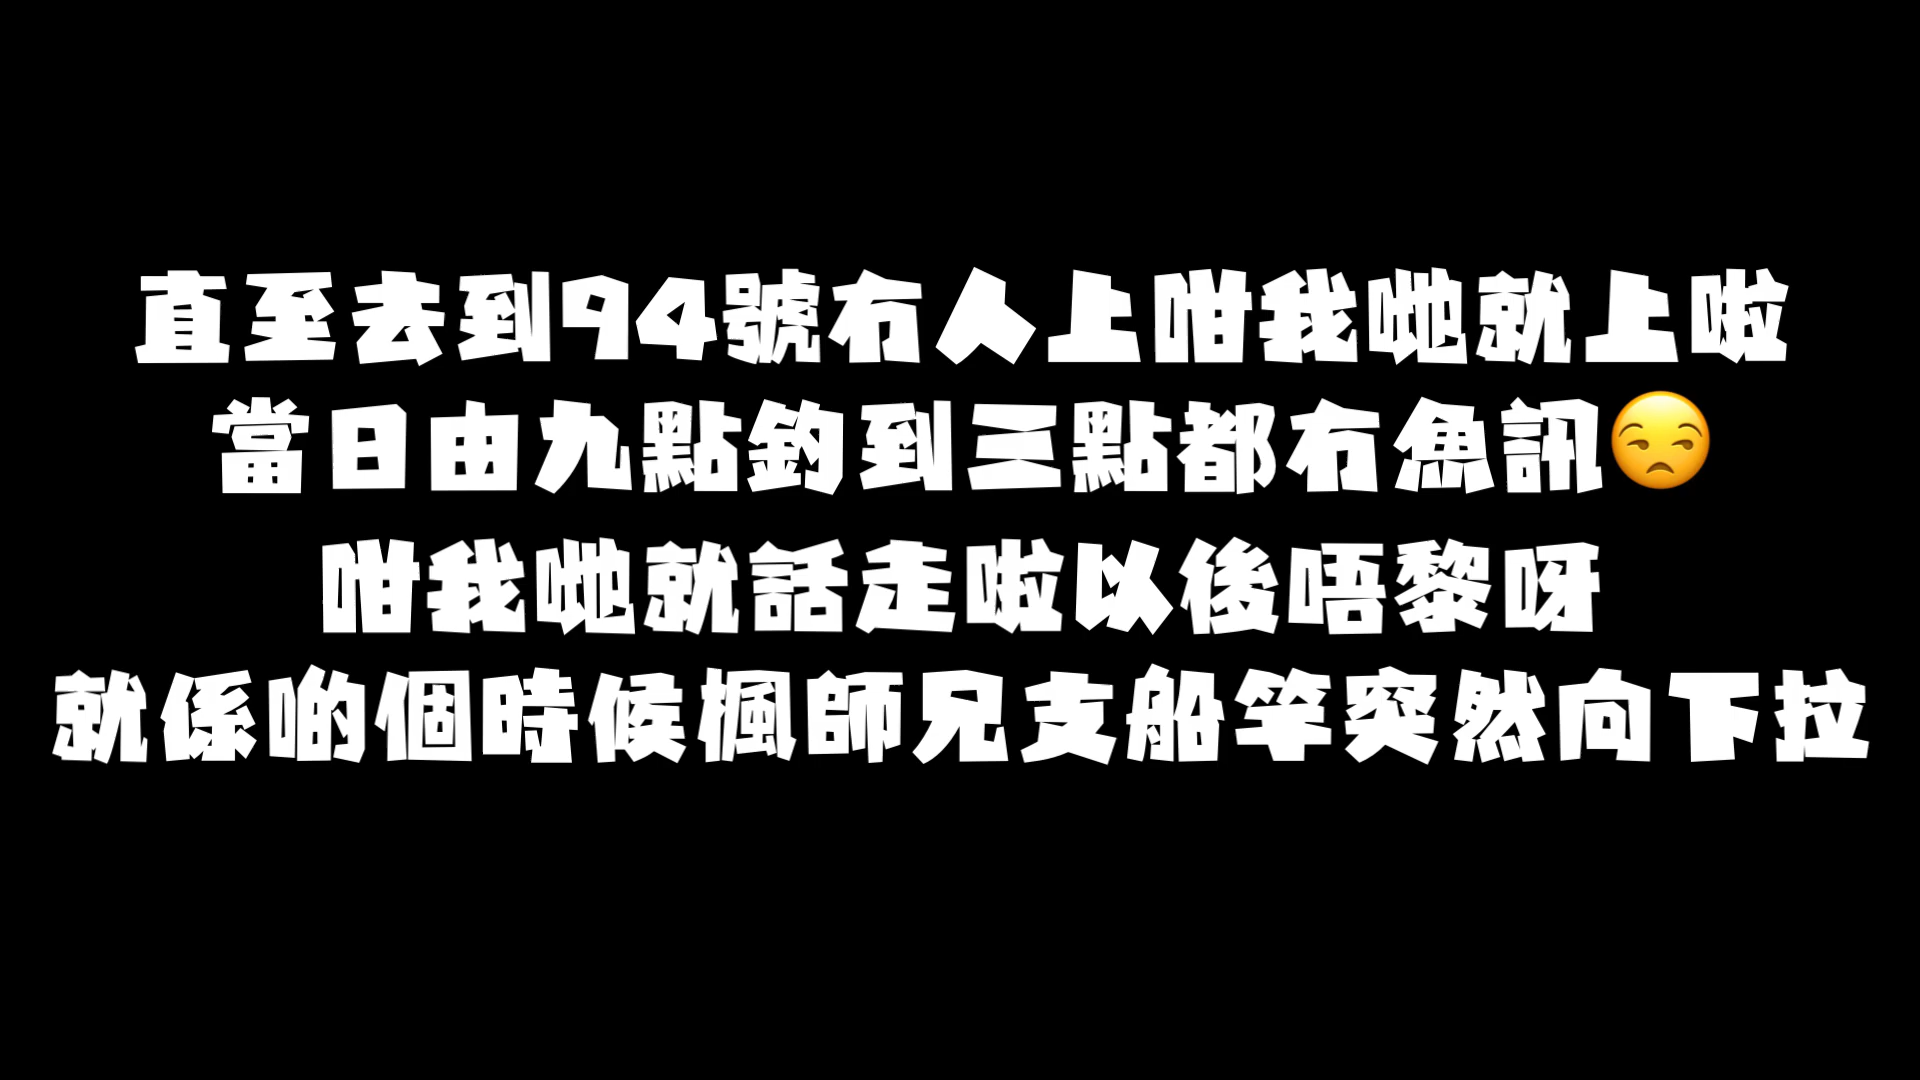 直至去到94號冇人上咁我哋就上啦
當日由九點釣到三點都冇魚訊😒
咁我哋就話走啦以後唔黎呀
就係啲個時候楓師兄支船竿突然向下拉